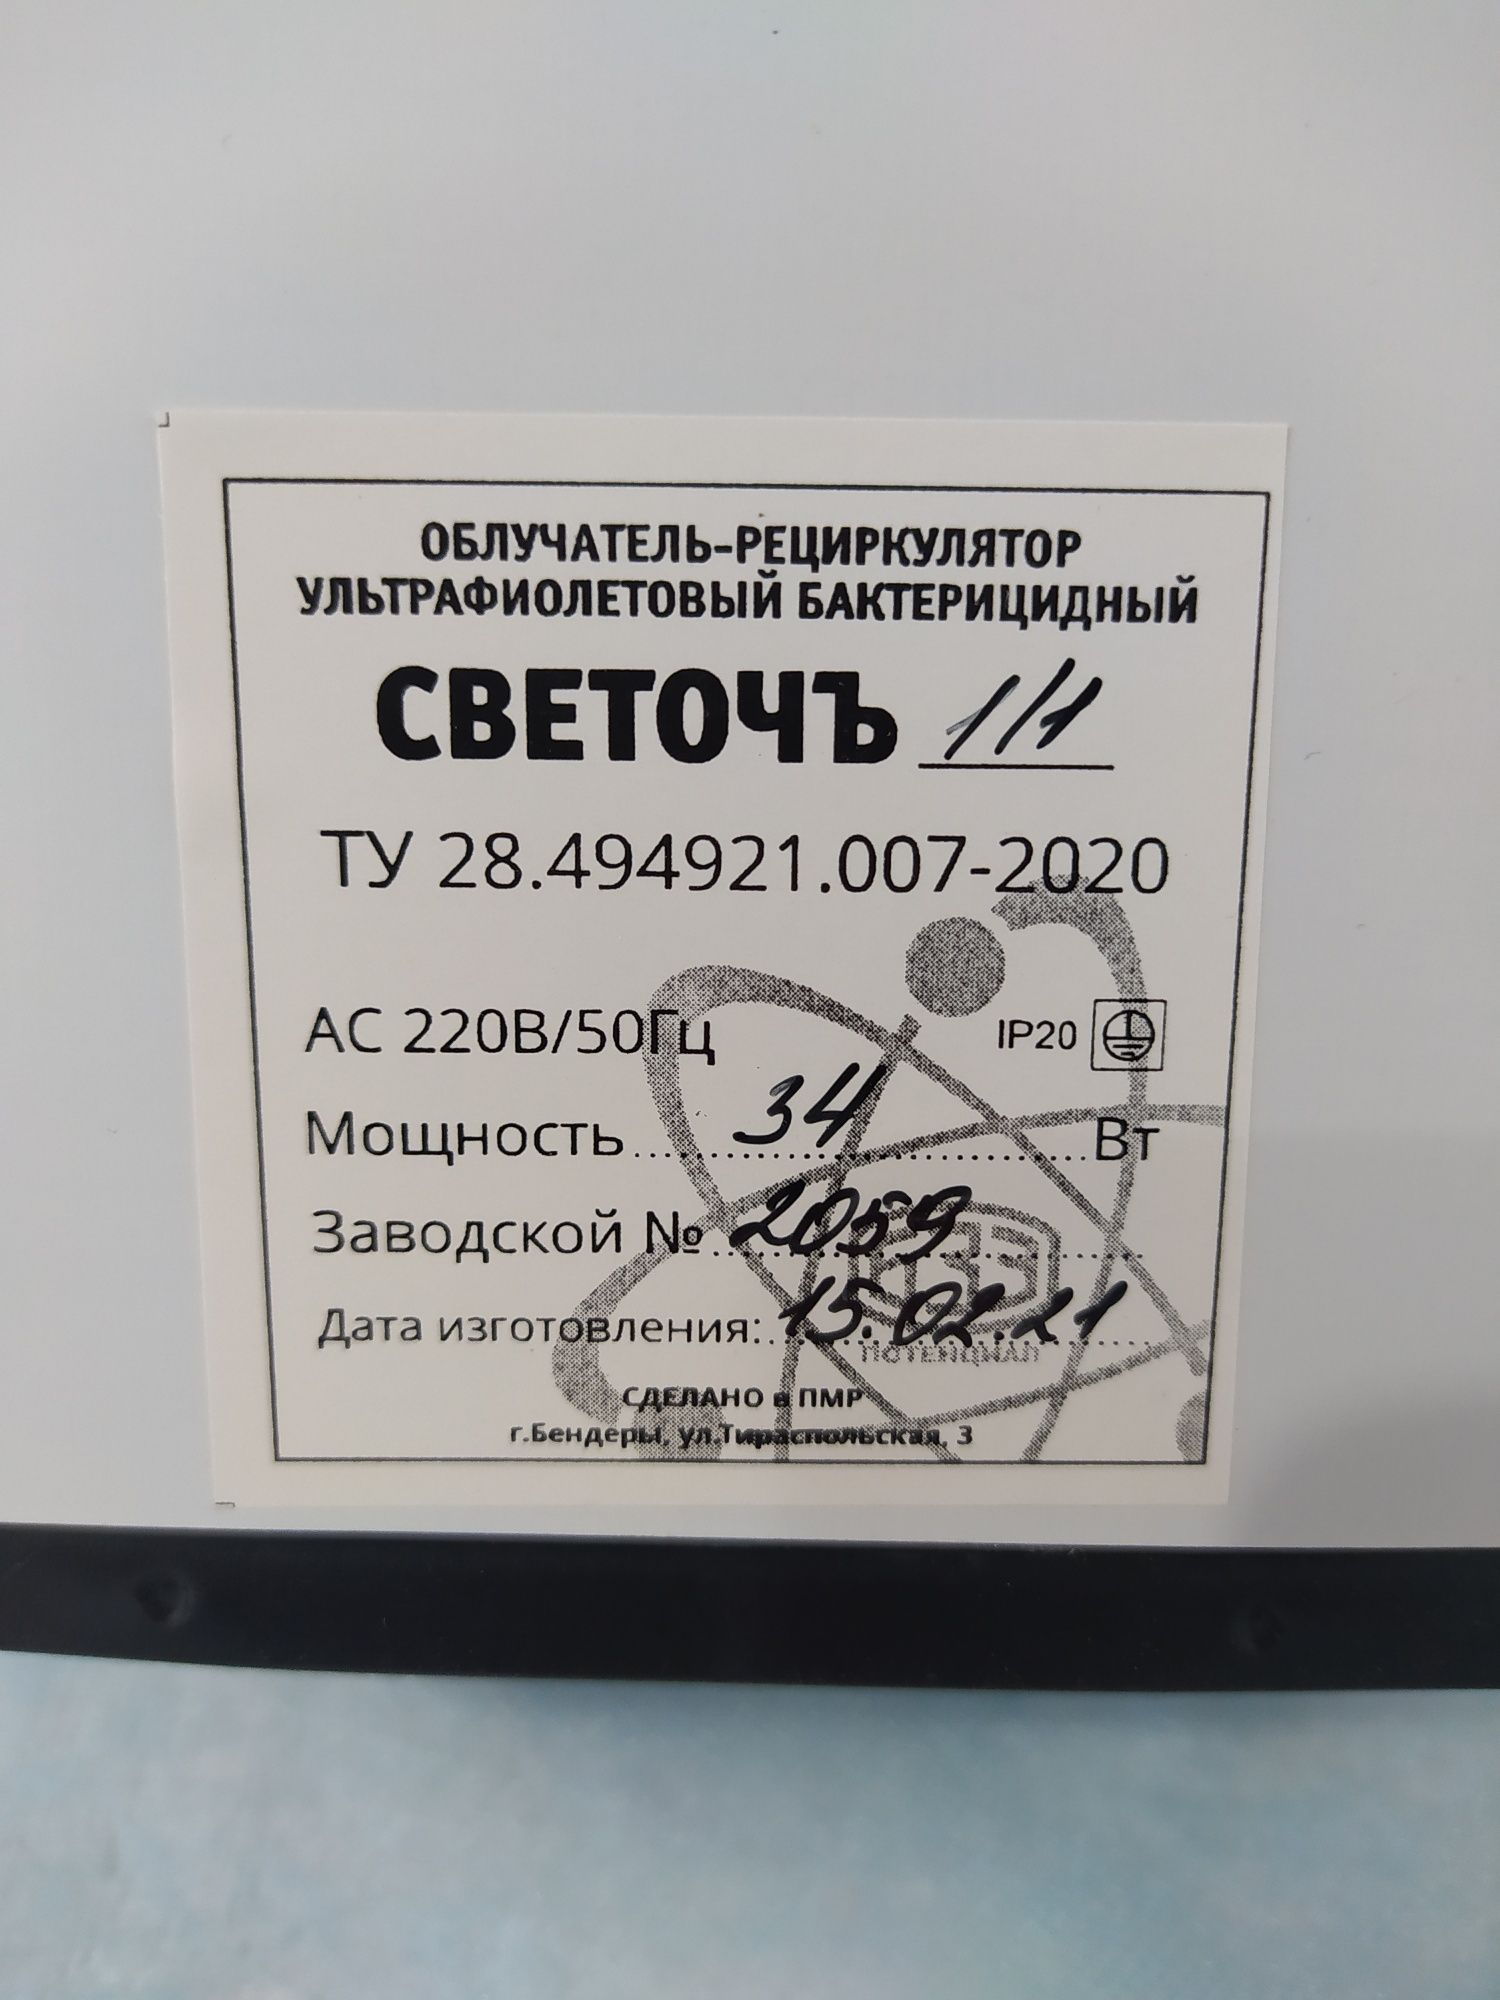 ОБЛУЧАТЕЛЬ-РЕЦИРКУЛЯТОР
УЛЬТРАФИОЛЕТОВЫЙ БАКТЕРИЦИДНЫЙ
СВЕТОЧЪ 1/1
ТУ 28.494921.007-2020
АС 220В/50Гц IP20
Мощность 34 Вт
Заводской № 2059
Дата изготовления: 15.02.21
ПОТЕНЦИАЛ
СДЕЛАНО в ПМР
г.Бендеры, ул.Тираспольская, 3